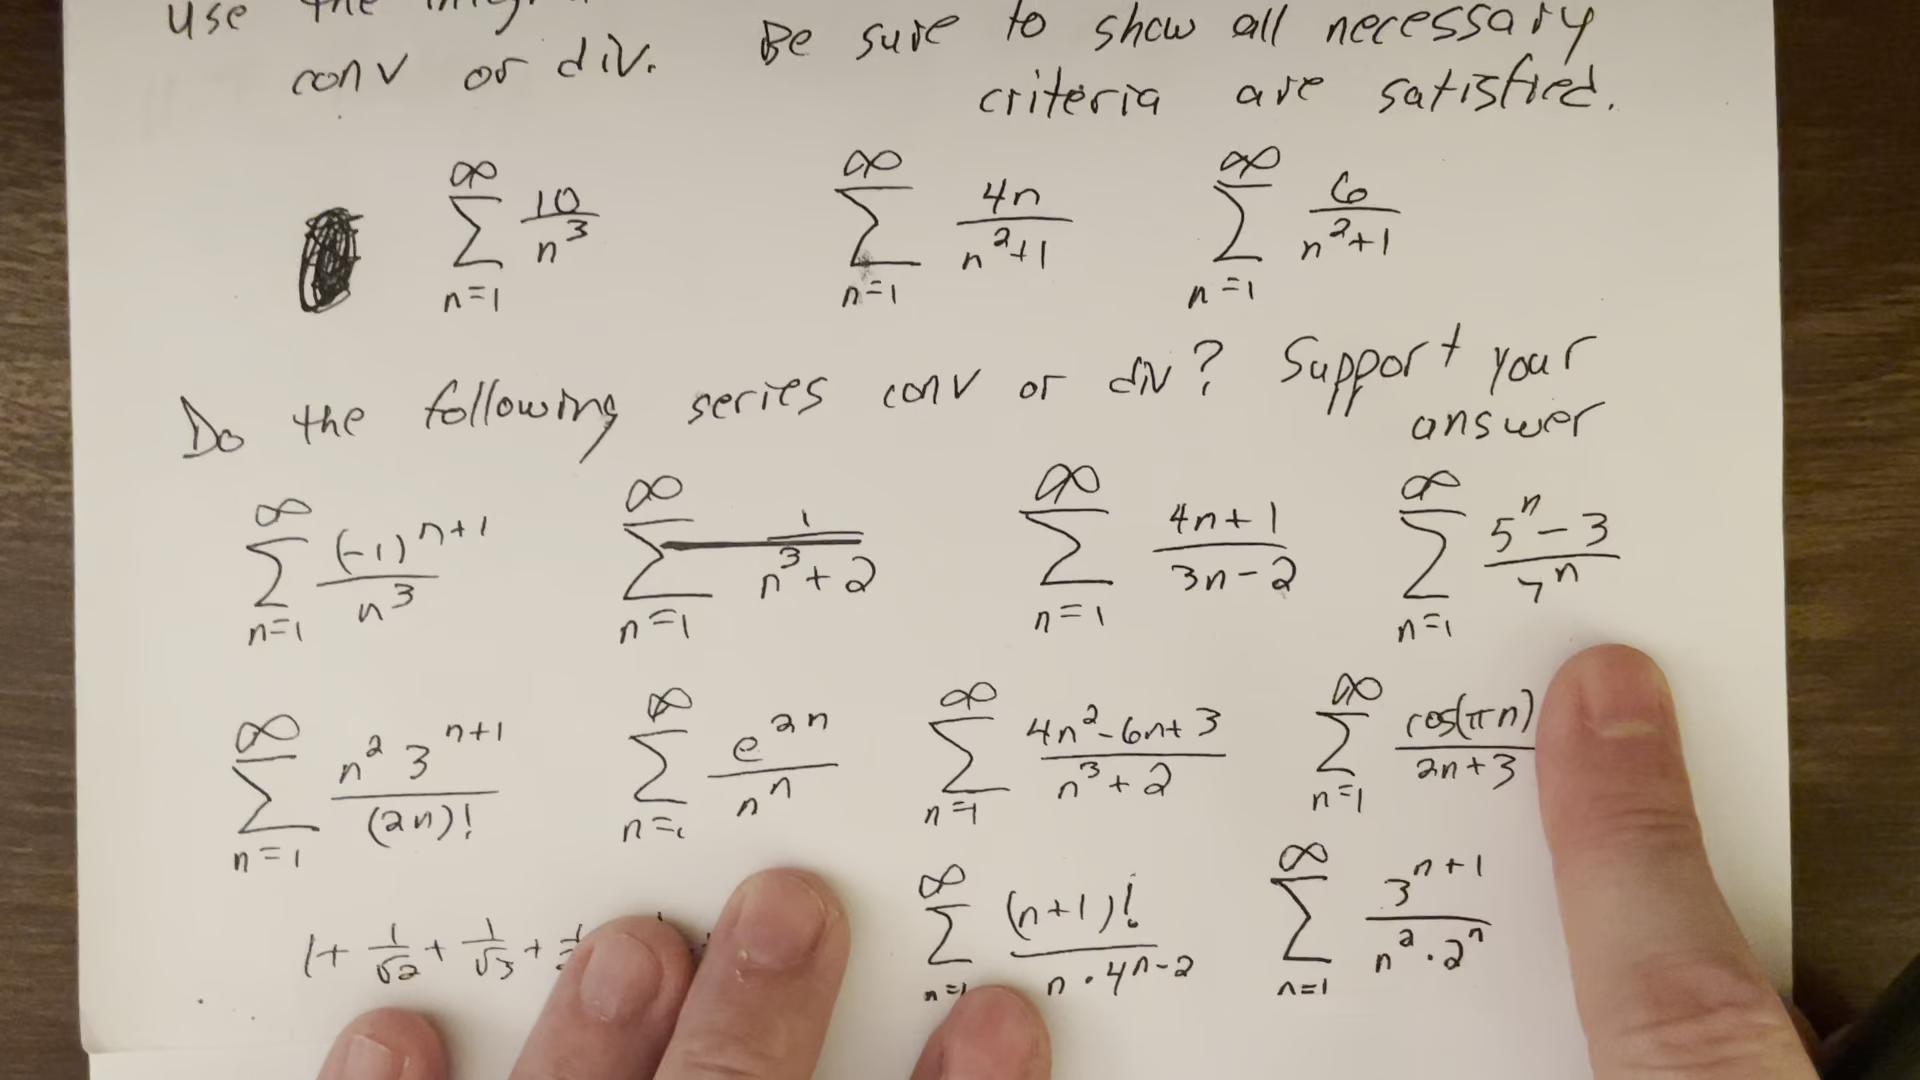 use the
conv or div. Be sure to show all necessary
criteria are satisfied.
∞ ∑ n=1 10/n^3   ∞ ∑ n=1 4n/(n^2+1)   ∞ ∑ n=1 6/(n^2+1)
Do the following series conv or div? Support your
answer
∞ ∑ n=1 (-1)^(n+1)/n^3   ∞ ∑ n=1 1/(n^3+2)   ∞ ∑ n=1 (4n+1)/(3n-2)   ∞ ∑ n=1 (5^n-3)/7^n
∞ ∑ n=1 n^2 3^(n+1)/(2n)!   ∞ ∑ n=1 e^(2n)/n^n   ∞ ∑ n=1 (4n^2-6n+3)/(n^3+2)   ∞ ∑ n=1 cos(πn)/(2n+3)
1 + 1/√2 + 1/√3 +   ∞ ∑ n=1 (n+1)!/(n·4^(n-2))   ∞ ∑ n=1 3^(n+1)/(n^2·2^n)